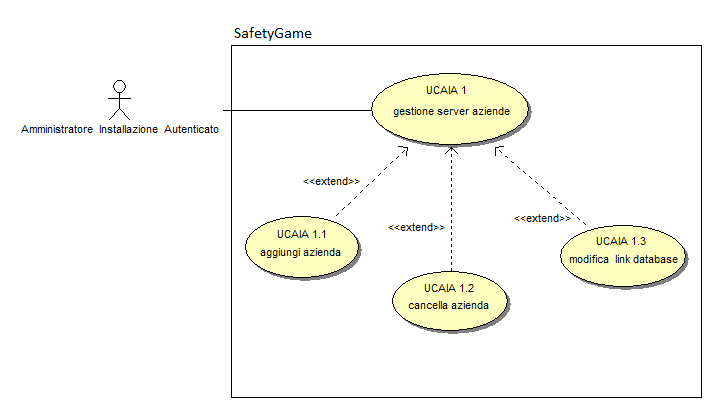 SafetyGame
UCAIA 1
gestione server aziende
Amministratore Installazione Autenticato
<<extend>>
<<extend>>
<<extend>>
UCAIA 1.1
aggiungi azienda
UCAIA 1.3
modifica link database
UCAIA 1.2
cancella azienda